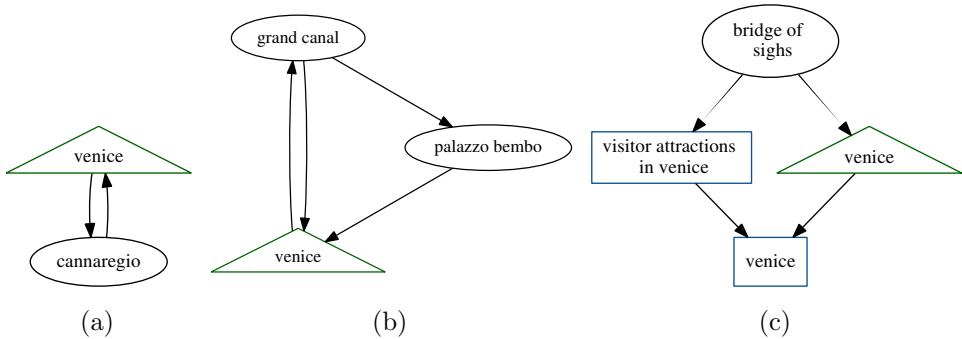 venice
cannaregio
(a)
grand canal
palazzo bembo
venice
(b)
bridge of
sighs
visitor attractions
in venice
venice
venice
(c)